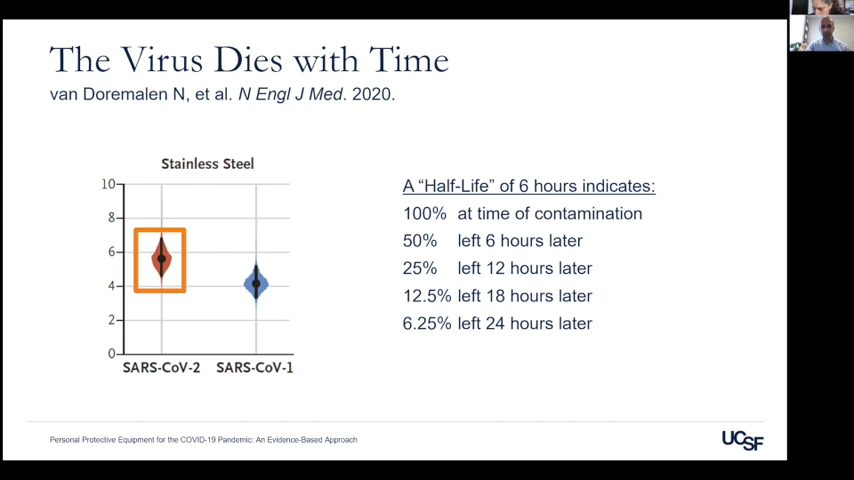 The Virus Dies with Time
van Doremalen N, et al. N Engl J Med. 2020.
Stainless Steel
10
8
6
4
2
0
SARS-CoV-2 SARS-CoV-1
A “Half-Life” of 6 hours indicates:
100% at time of contamination
50% left 6 hours later
25% left 12 hours later
12.5% left 18 hours later
6.25% left 24 hours later
Personal Protective Equipment for the COVID-19 Pandemic: An Evidence-Based Approach
UCSF